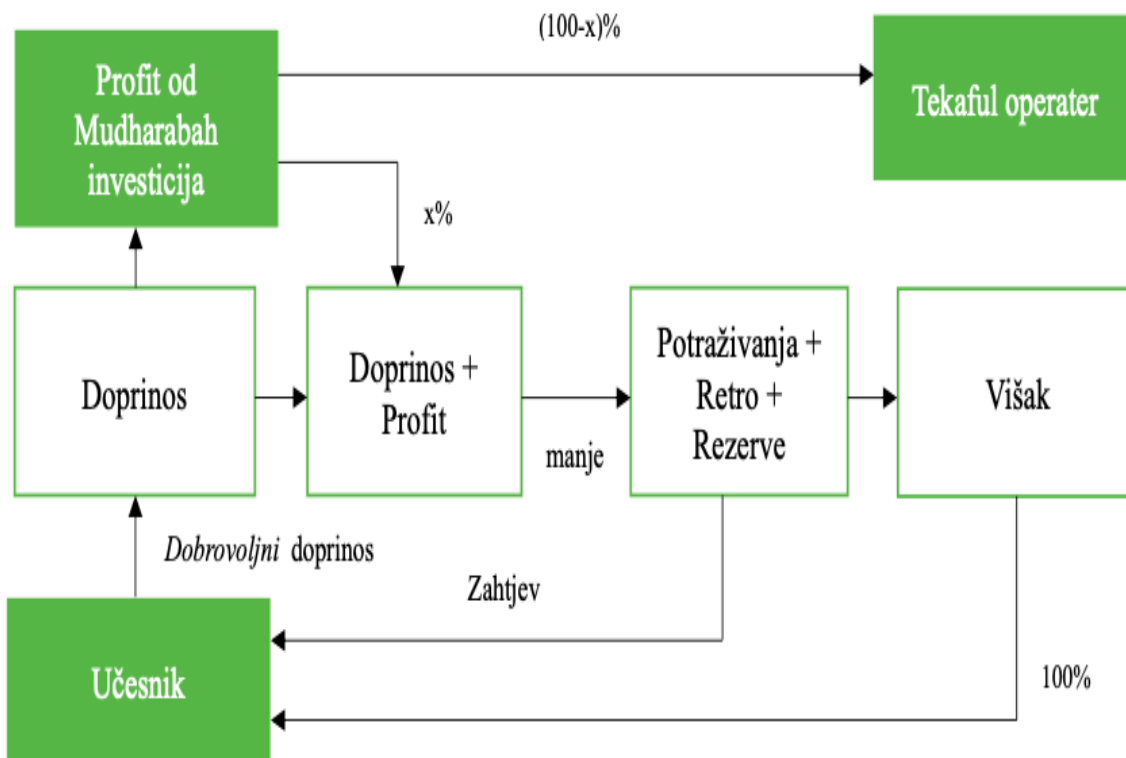 (100-x)%
Profit od
Mudharabah
investicija
Tekaful operater
x%
Doprinos
Doprinos +
Profit
manje
Potraživanja +
Retro +
Rezerve
Višak
Dobrovoljni doprinos
Zahtjev
Učesnik
100%